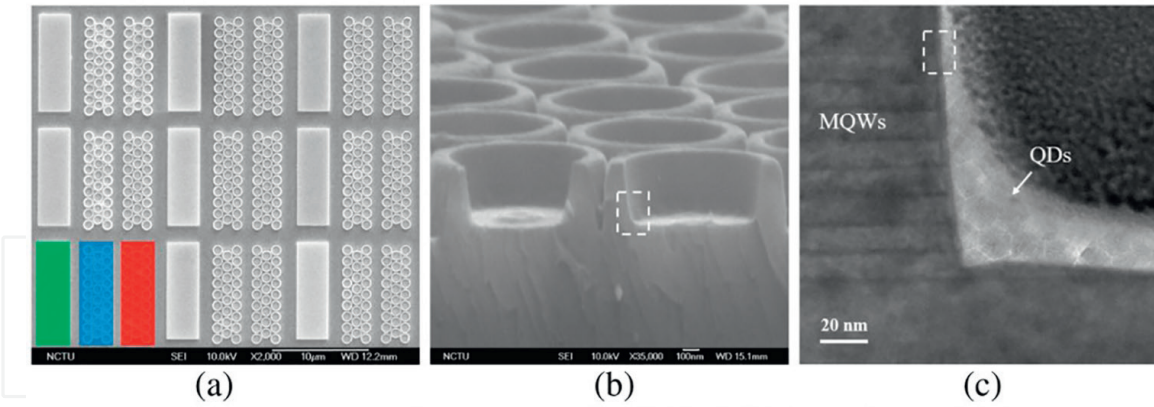 MQWs
QDs
20 nm
NCTU SEI 10.0kV X2,000 10μm WD 12.2mm
NCTU SEI 10.0kV X35,000 100nm WD 15.1mm
(a) (b) (c)